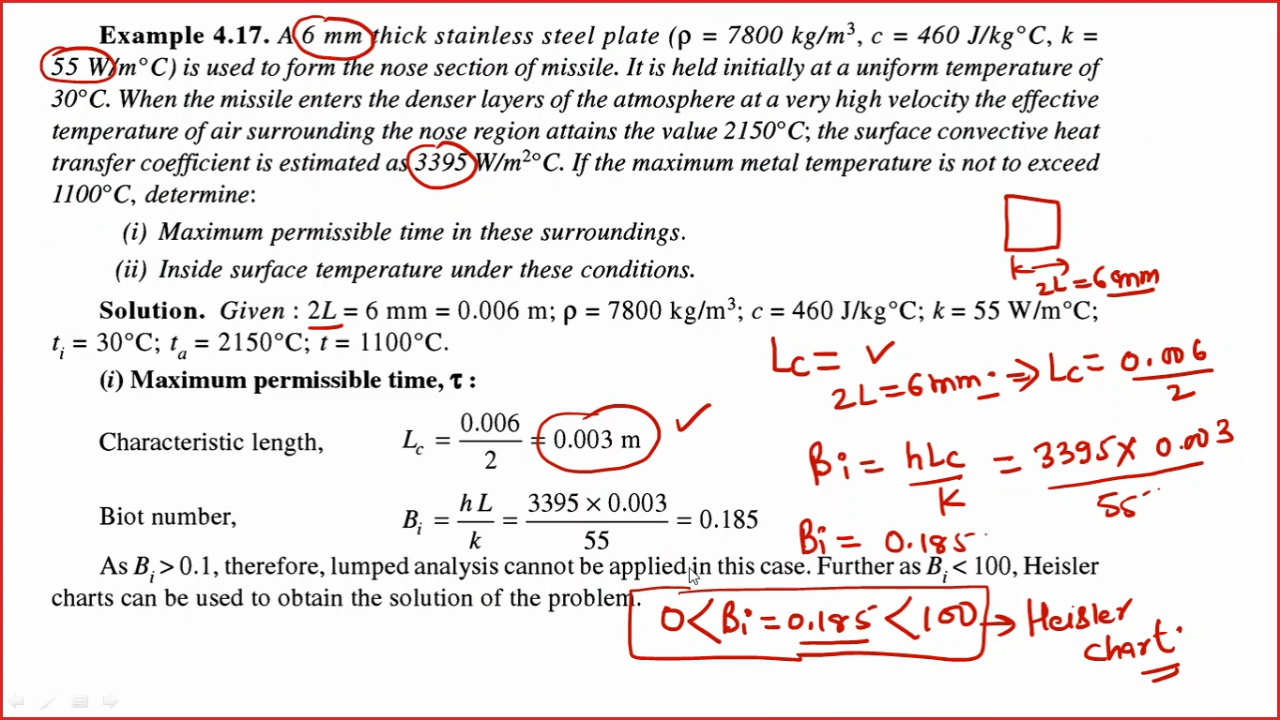 Example 4.17. A 6 mm thick stainless steel plate (ρ = 7800 kg/m³, c = 460 J/kg°C, k =
55 W/m°C) is used to form the nose section of missile. It is held initially at a uniform temperature of
30°C. When the missile enters the denser layers of the atmosphere at a very high velocity the effective
temperature of air surrounding the nose region attains the value 2150°C; the surface convective heat
transfer coefficient is estimated as 3395 W/m²°C. If the maximum metal temperature is not to exceed
1100°C, determine:
(i) Maximum permissible time in these surroundings.
(ii) Inside surface temperature under these conditions.
2L = 6mm
Solution. Given : 2L = 6 mm = 0.006 m; ρ = 7800 kg/m³; c = 460 J/kg°C; k = 55 W/m°C;
tᵢ = 30°C; tₐ = 2150°C; t = 1100°C.
Lc = ✓
2L = 6mm. ⇒ Lc = 0.006 / 2
(i) Maximum permissible time, τ :
Characteristic length, L_c = 0.006 / 2 = 0.003 m ✓
Bi = hLc / K = 3395 × 0.003 / 55
Biot number, Bᵢ = h L / k = 3395 × 0.003 / 55 = 0.185
Bi = 0.185
As Bᵢ > 0.1, therefore, lumped analysis cannot be applied in this case. Further as Bᵢ < 100, Heisler
charts can be used to obtain the solution of the problem.
0 < Bi = 0.185 < 100 → Heisler
chart.